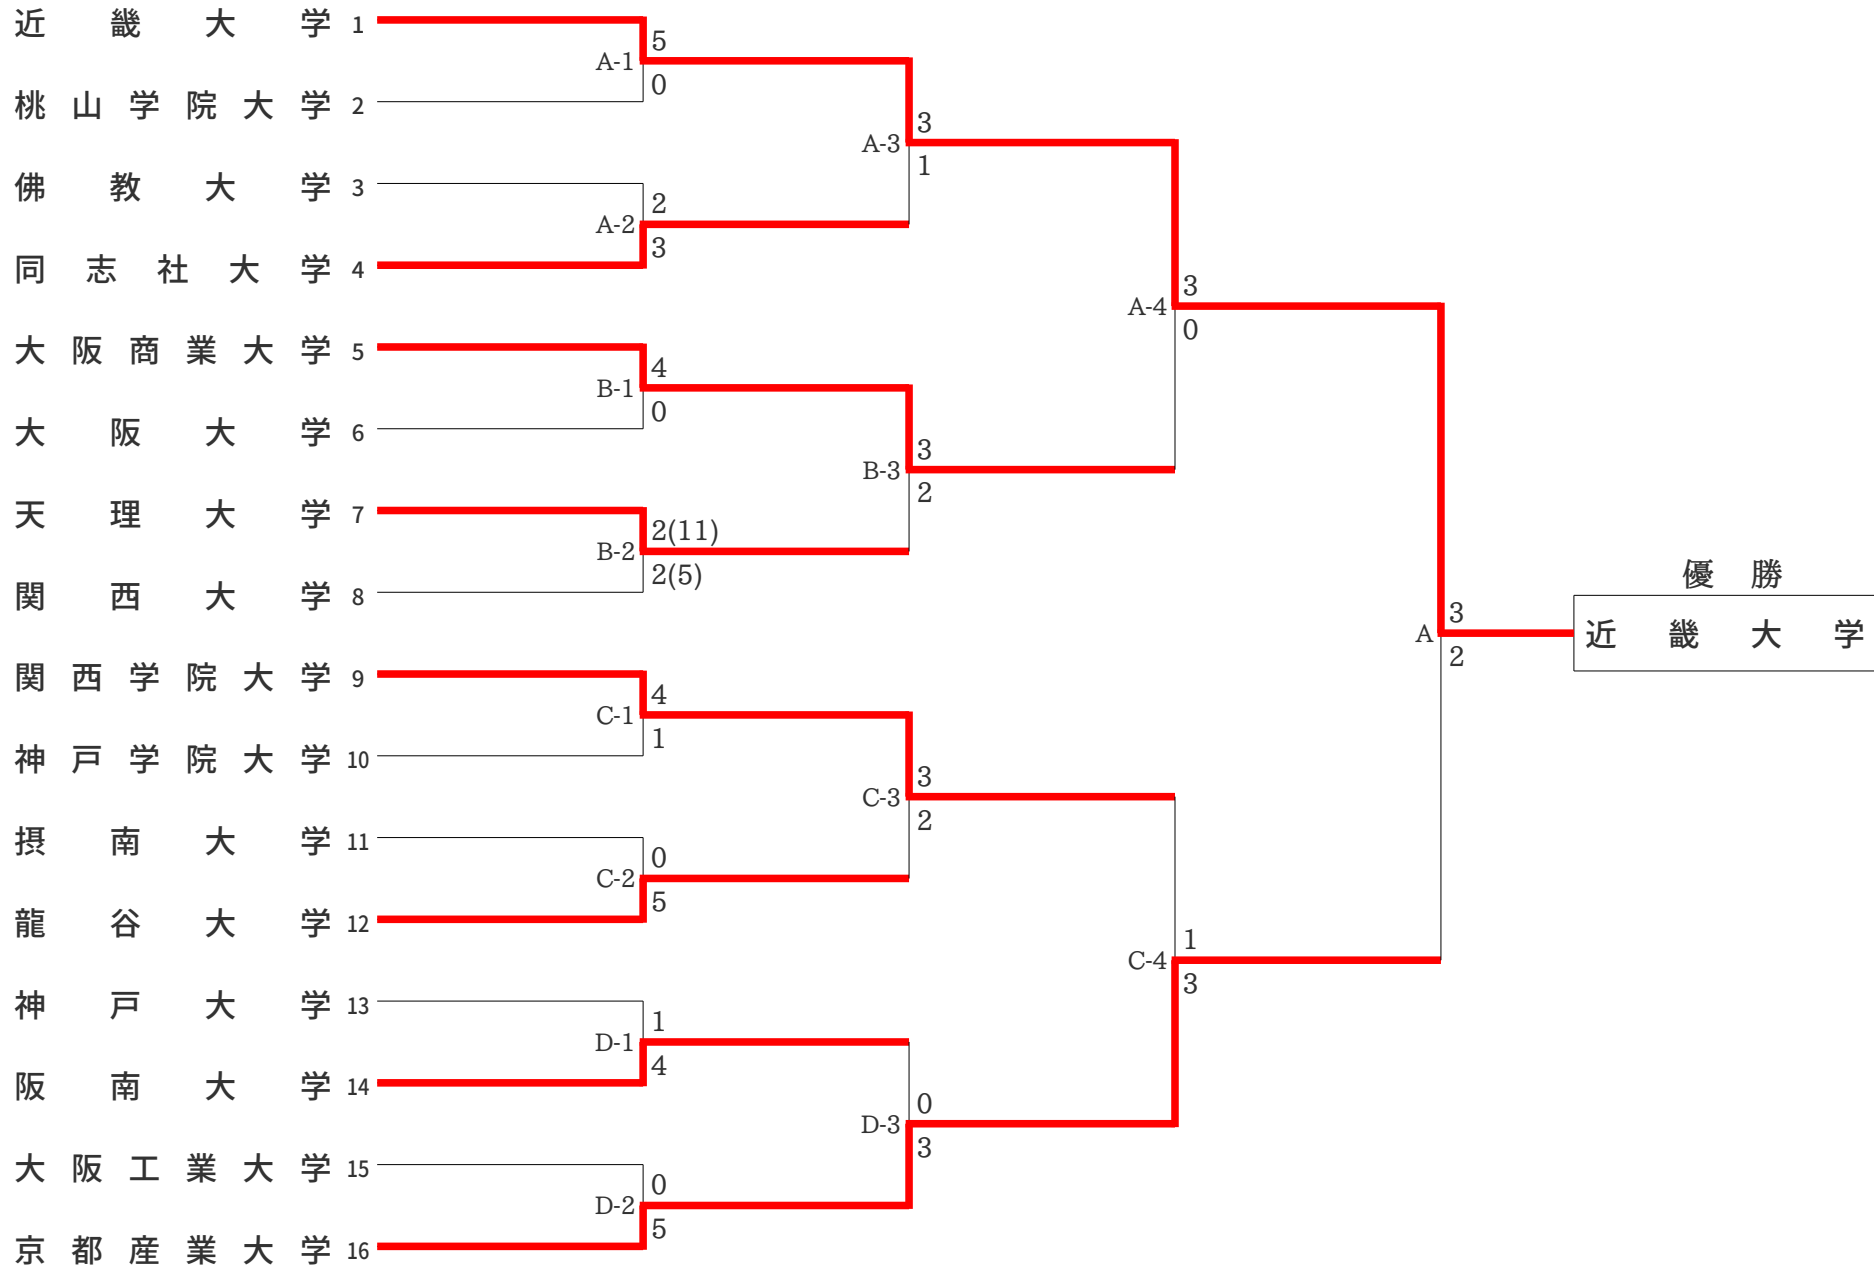 近畿大学 1
5
A-1
0
桃山学院大学 2
3
A-3
1
佛教大学 3
2
A-2
3
同志社大学 4
3
A-4
0
大阪商業大学 5
4
B-1
0
大阪大学 6
3
B-3
2
天理大学 7
2(11)
B-2
2(5)
関西大学 8
優勝
3
A
2
近畿大学
関西学院大学 9
4
C-1
1
神戸学院大学 10
3
C-3
2
摂南大学 11
0
C-2
5
龍谷大学 12
1
C-4
3
神戸大学 13
1
D-1
4
阪南大学 14
0
D-3
3
大阪工業大学 15
0
D-2
5
京都産業大学 16